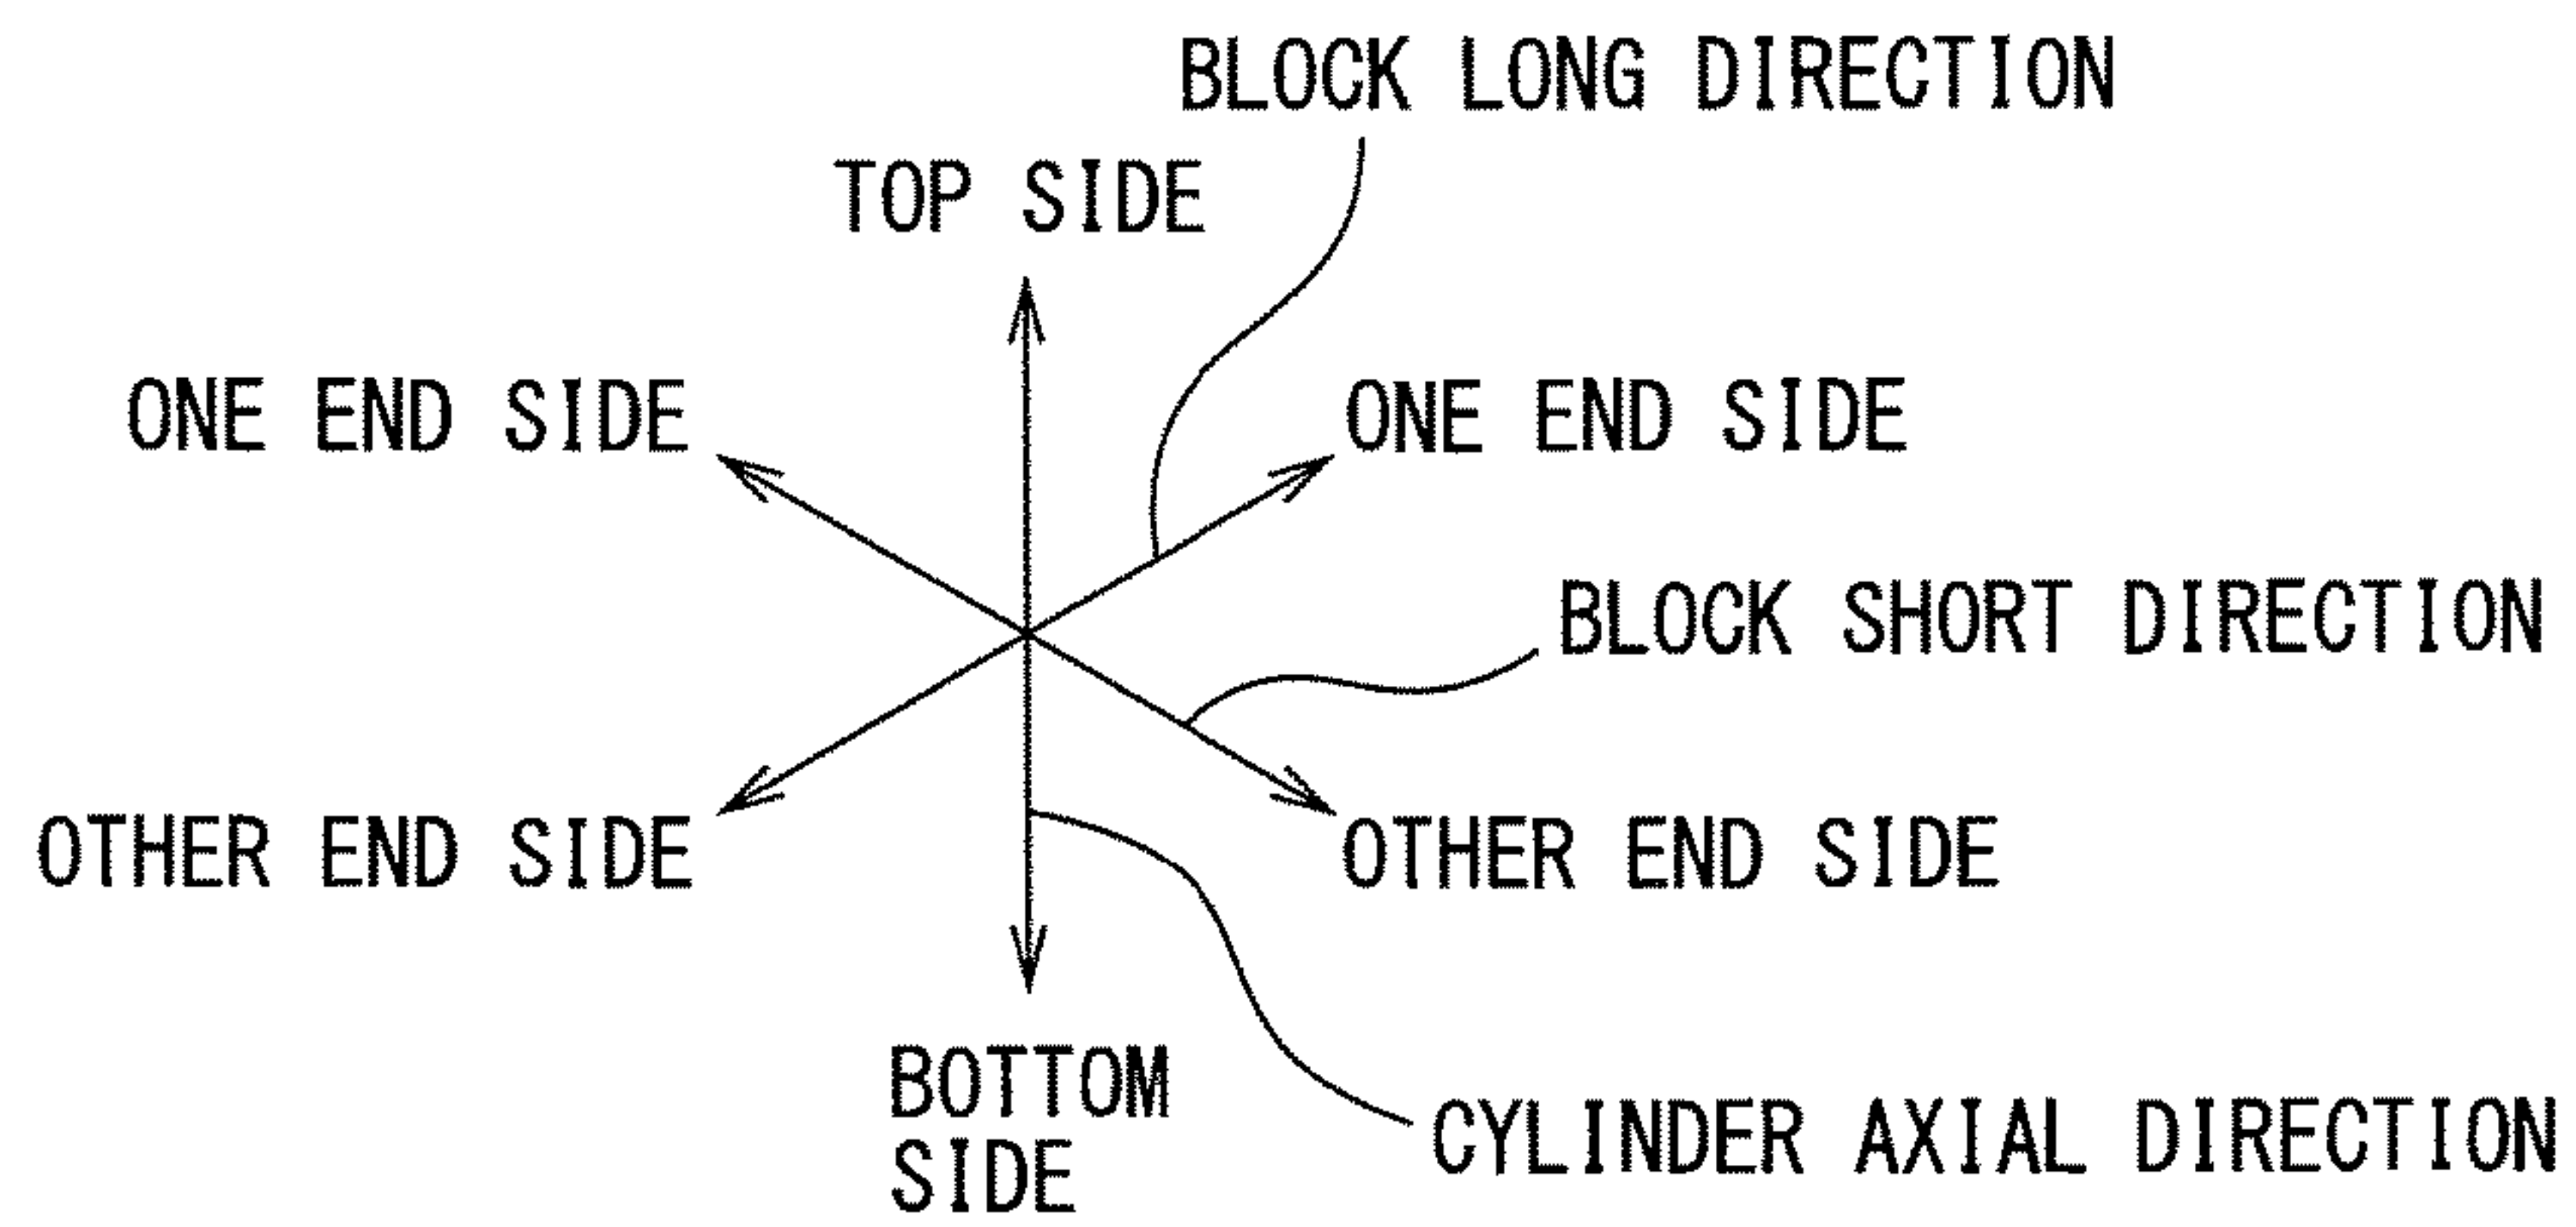 BLOCK LONG DIRECTION
TOP SIDE
ONE END SIDE
ONE END SIDE
BLOCK SHORT DIRECTION
OTHER END SIDE
OTHER END SIDE
BOTTOM
SIDE
CYLINDER AXIAL DIRECTION